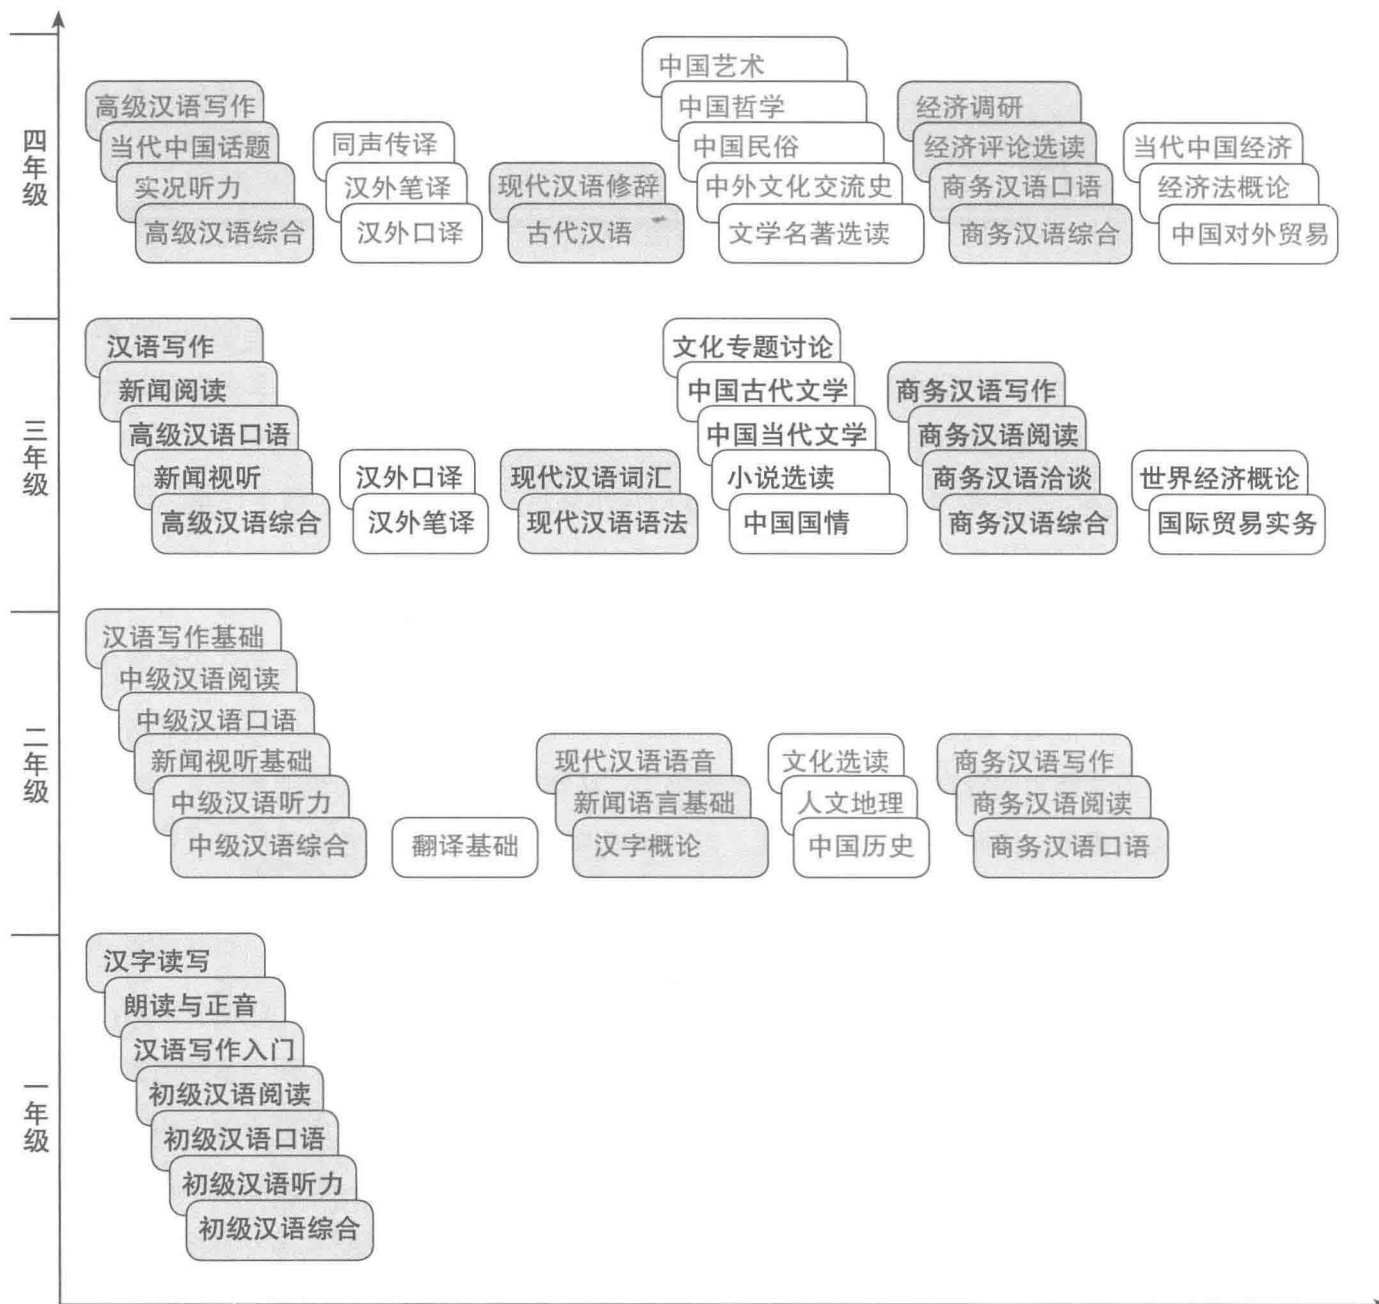 四年级
高级汉语写作
当代中国话题
实况听力
高级汉语综合
同声传译
汉外笔译
汉外口译
现代汉语修辞
古代汉语
中国艺术
中国哲学
中国民俗
中外文化交流史
文学名著选读
经济调研
经济评论选读
商务汉语口语
商务汉语综合
当代中国经济
经济法概论
中国对外贸易
三年级
汉语写作
新闻阅读
高级汉语口语
新闻视听
高级汉语综合
汉外口译
汉外笔译
现代汉语词汇
现代汉语语法
文化专题讨论
中国古代文学
中国当代文学
小说选读
中国国情
商务汉语写作
商务汉语阅读
商务汉语洽谈
商务汉语综合
世界经济概论
国际贸易实务
二年级
汉语写作基础
中级汉语阅读
中级汉语口语
新闻视听基础
中级汉语听力
中级汉语综合
翻译基础
现代汉语语音
新闻语言基础
汉字概论
文化选读
人文地理
中国历史
商务汉语写作
商务汉语阅读
商务汉语口语
一年级
汉字读写
朗读与正音
汉语写作入门
初级汉语阅读
初级汉语口语
初级汉语听力
初级汉语综合